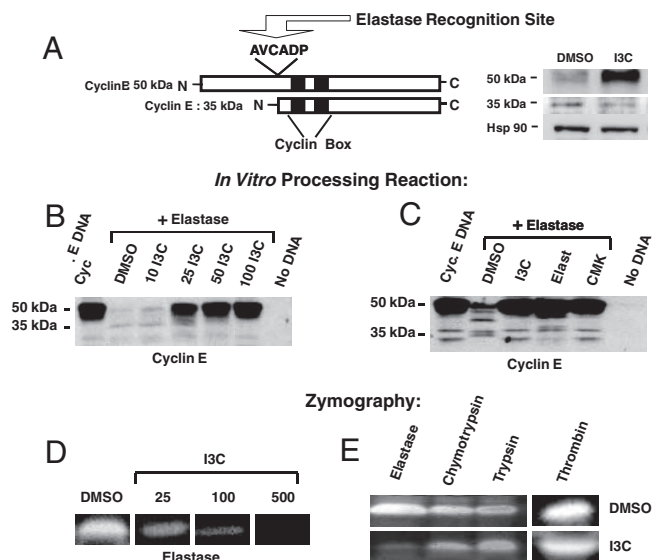 Elastase Recognition Site
A
AVCADP
DMSO I3C
CyclinE 50 kDa N C
50 kDa
Cyclin E : 35 kDa N C
35 kDa
Cyclin Box
Hsp 90
In Vitro Processing Reaction:
B
+ Elastase
Cyc . E DNA
DMSO
10 I3C
25 I3C
50 I3C
100 I3C
No DNA
50 kDa
35 kDa
Cyclin E
C
+ Elastase
Cyc. E DNA
DMSO
I3C
Elast
CMK
No DNA
50 kDa
35 kDa
Cyclin E
Zymography:
D
I3C
DMSO 25 100 500
Elastase
E
Elastase
Chymotrypsin
Trypsin
Thrombin
DMSO
I3C